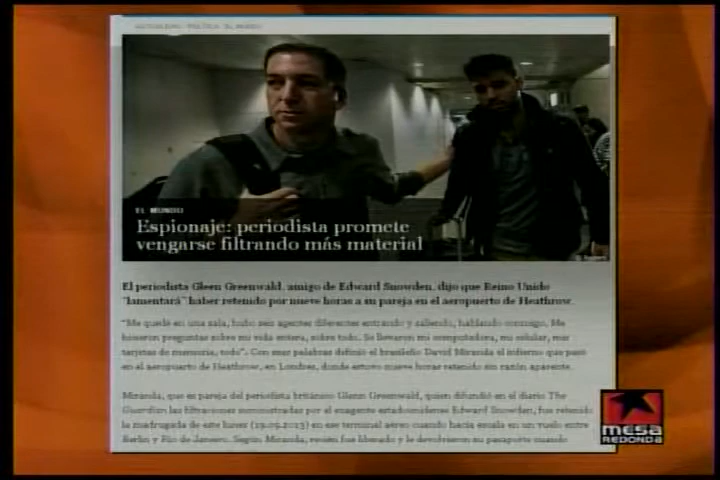 EL MUNDO
Espionaje: periodista promete
vengarse filtrando más material
El periodista Gleen Greenwald, amigo de Edward Snowden, dijo que Reino Unido
"lamentará" haber retenido por nueve horas a su pareja en el aeropuerto de Heathrow.
"Me quedé en una sala, hubo seis agentes diferentes entrando y saliendo, hablando conmigo. Me
hicieron preguntas sobre mi vida entera, sobre todo. Se llevaron mi computadora, mi celular, mis
tarjetas de memoria, todo". Con esas palabras definió el brasileño David Miranda el infierno que pasó
en el aeropuerto de Heathrow, en Londres, donde estuvo nueve horas retenido sin razón aparente.
Miranda, que es pareja del periodista británico Glenn Greenwald, quien difundió en el diario The
Guardian las filtraciones suministradas por el exagente estadounidense Edward Snowden, fue retenido
la madrugada de este lunes (19.09.2013) en ese terminal aéreo cuando hacía escala en un vuelo entre
Berlín y Río de Janeiro. Según Miranda, recién fue liberado y le devolvieron su pasaporte cuando
mesa
REDONDA